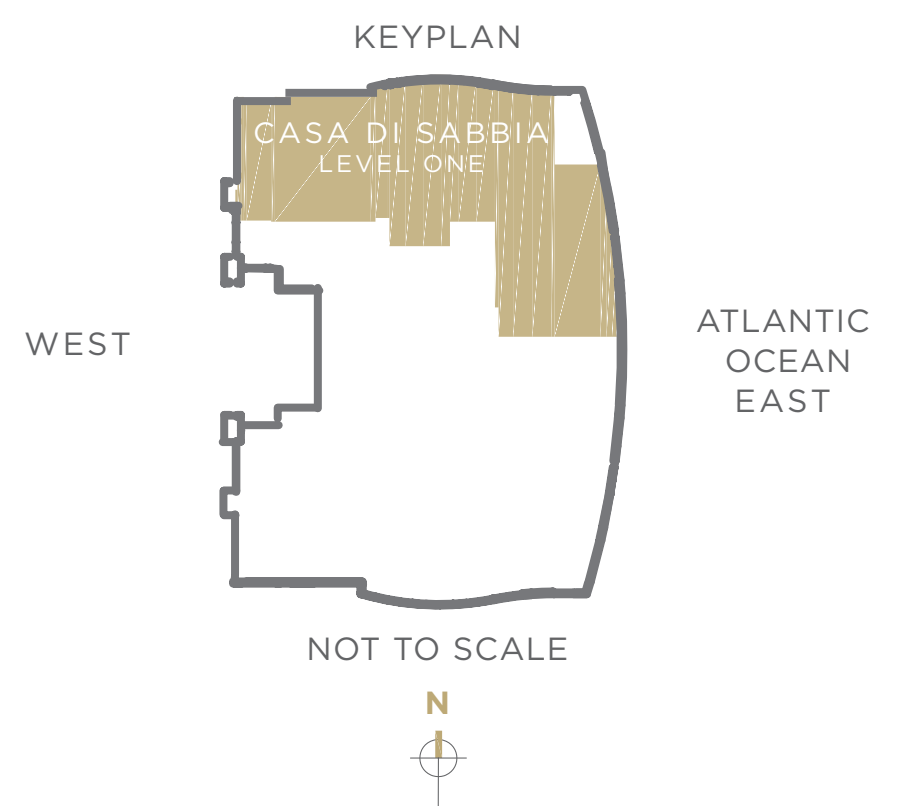 KEYPLAN
CASA DI SABBIA
LEVEL ONE
WEST
ATLANTIC
OCEAN
EAST
NOT TO SCALE
N